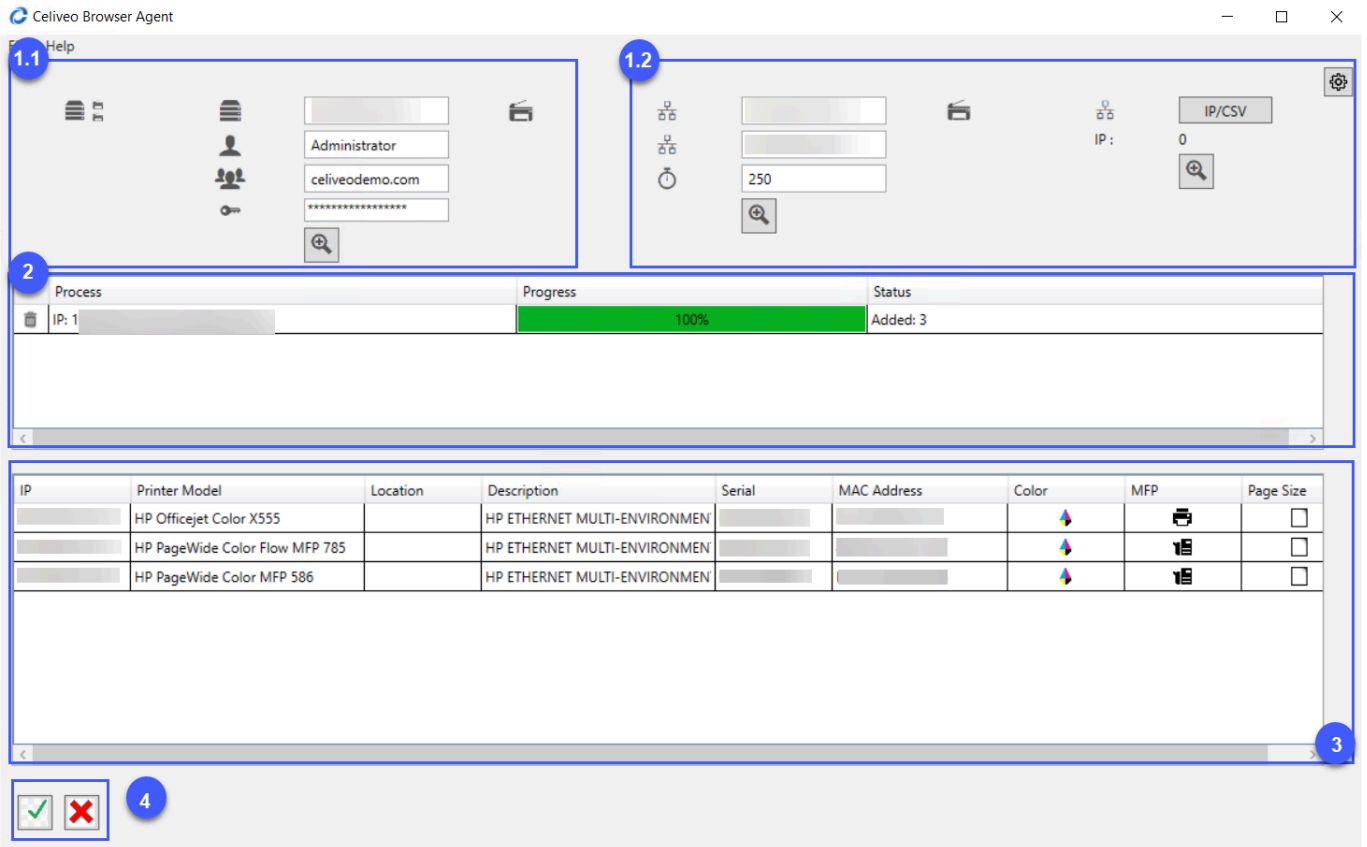 Celiveo Browser Agent
Help
1.1
1.2
IP/CSV
Administrator
IP :
0
celiveodemo.com
250
*****************
2
Process
Progress
Status
IP: 1
100%
Added: 3
IP
Printer Model
Location
Description
Serial
MAC Address
Color
MFP
Page Size
HP Officejet Color X555
HP ETHERNET MULTI-ENVIRONMEN
HP PageWide Color Flow MFP 785
HP ETHERNET MULTI-ENVIRONMEN
HP PageWide Color MFP 586
HP ETHERNET MULTI-ENVIRONMEN
3
4